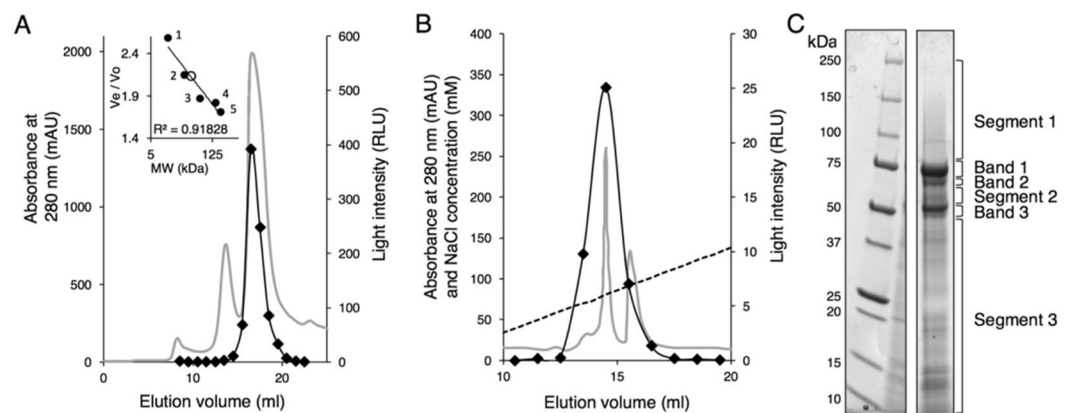 A
Absorbance at
280 nm (mAU)
2000
1500
1000
500
0
0
10
20
Elution volume (ml)
600
500
400
300
200
100
0
Light intensity (RLU)
Ve / Vo
2.4
1.9
1.4
5
125
MW (kDa)
1
2
3
4
5
R² = 0.91828
B
Absorbance at 280 nm (mAU)
and NaCl concentration (mM)
400
350
300
250
200
150
100
50
0
10
15
20
Elution volume (ml)
30
25
20
15
10
5
0
Light intensity (RLU)
C
kDa
250
150
100
75
50
37
25
20
15
10
Segment 1
Band 1
Band 2
Segment 2
Band 3
Segment 3